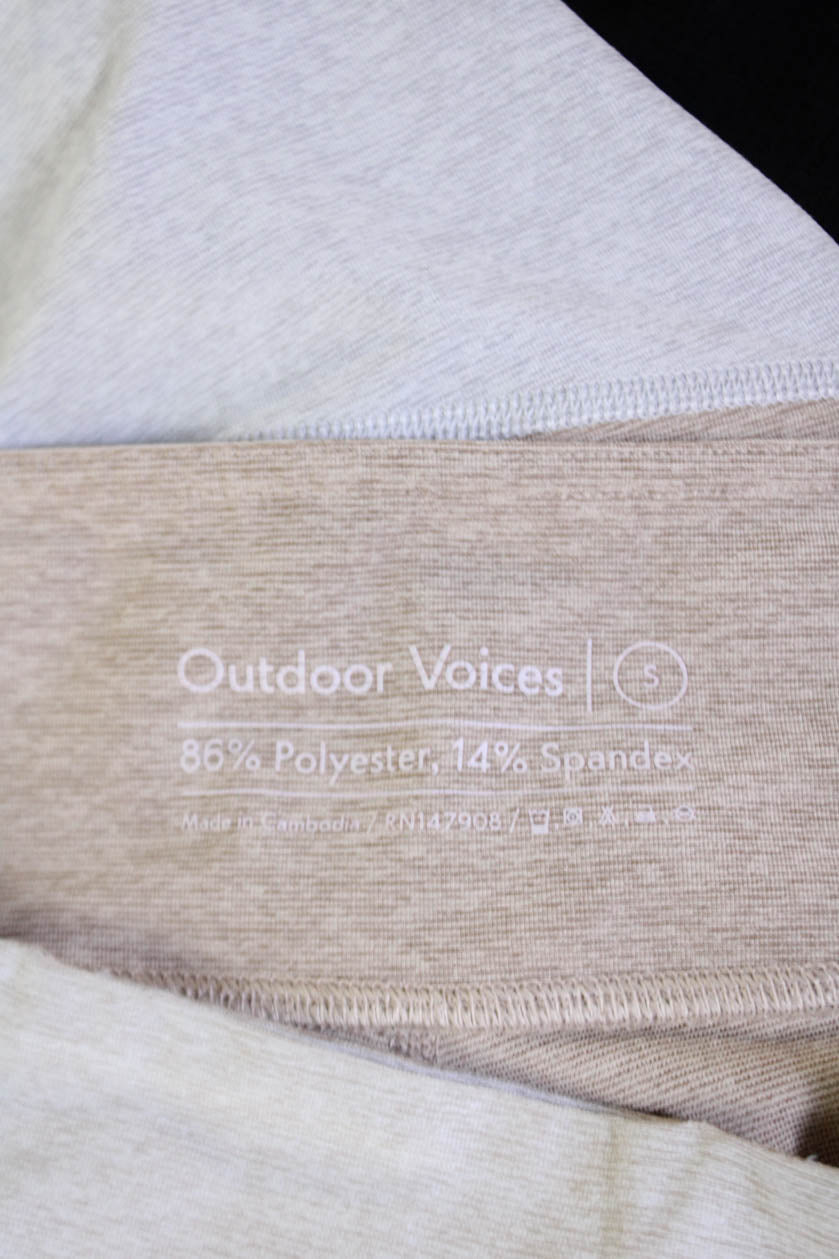 Outdoor Voices | S
86% Polyester, 14% Spandex
Made in Cambodia / RN147908 /